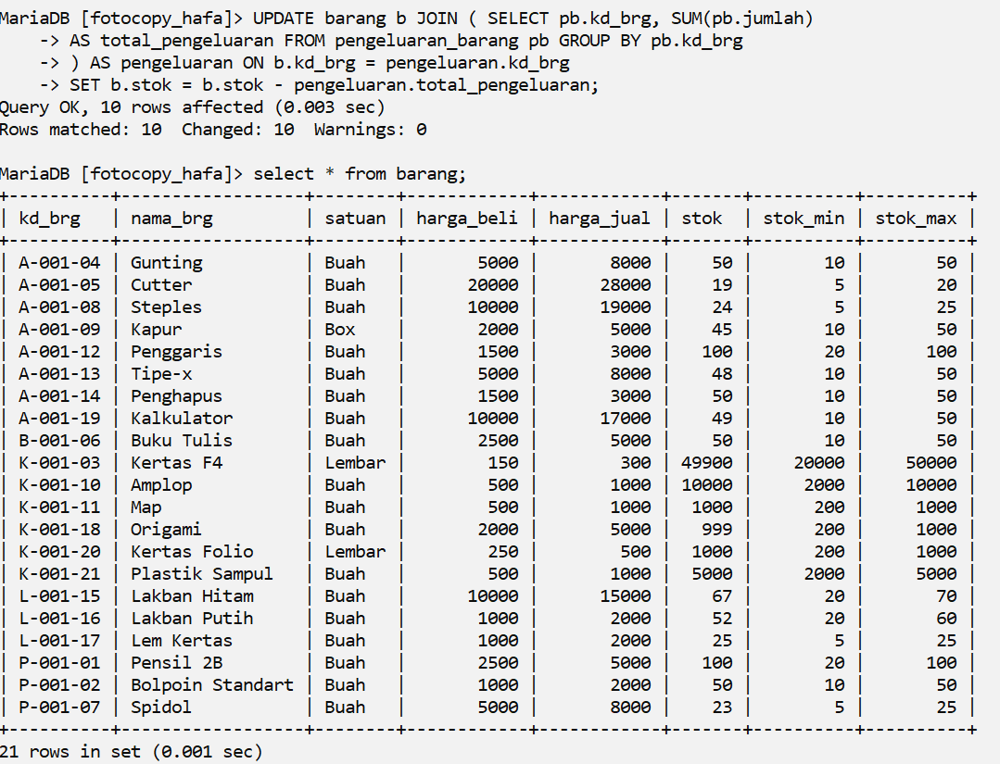 MariaDB [fotocopy_hafa]> UPDATE barang b JOIN ( SELECT pb.kd_brg, SUM(pb.jumlah)
    -> AS total_pengeluaran FROM pengeluaran_barang pb GROUP BY pb.kd_brg
    -> ) AS pengeluaran ON b.kd_brg = pengeluaran.kd_brg
    -> SET b.stok = b.stok - pengeluaran.total_pengeluaran;
Query OK, 10 rows affected (0.003 sec)
Rows matched: 10  Changed: 10  Warnings: 0

MariaDB [fotocopy_hafa]> select * from barang;
+----------+-----------------+--------+------------+------------+-------+----------+----------+
| kd_brg   | nama_brg        | satuan | harga_beli | harga_jual | stok  | stok_min | stok_max |
+----------+-----------------+--------+------------+------------+-------+----------+----------+
| A-001-04 | Gunting         | Buah   |       5000 |       8000 |    50 |       10 |       50 |
| A-001-05 | Cutter          | Buah   |      20000 |      28000 |    19 |        5 |       20 |
| A-001-08 | Steples         | Buah   |      10000 |      19000 |    24 |        5 |       25 |
| A-001-09 | Kapur           | Box    |       2000 |       5000 |    45 |       10 |       50 |
| A-001-12 | Penggaris       | Buah   |       1500 |       3000 |   100 |       20 |      100 |
| A-001-13 | Tipe-x          | Buah   |       5000 |       8000 |    48 |       10 |       50 |
| A-001-14 | Penghapus       | Buah   |       1500 |       3000 |    50 |       10 |       50 |
| A-001-19 | Kalkulator      | Buah   |      10000 |      17000 |    49 |       10 |       50 |
| B-001-06 | Buku Tulis      | Buah   |       2500 |       5000 |    50 |       10 |       50 |
| K-001-03 | Kertas F4       | Lembar |        150 |        300 | 49900 |    20000 |    50000 |
| K-001-10 | Amplop          | Buah   |        500 |       1000 | 10000 |     2000 |    10000 |
| K-001-11 | Map             | Buah   |        500 |       1000 |  1000 |      200 |     1000 |
| K-001-18 | Origami         | Buah   |       2000 |       5000 |   999 |      200 |     1000 |
| K-001-20 | Kertas Folio    | Lembar |        250 |        500 |  1000 |      200 |     1000 |
| K-001-21 | Plastik Sampul  | Buah   |        500 |       1000 |  5000 |     2000 |     5000 |
| L-001-15 | Lakban Hitam    | Buah   |      10000 |      15000 |    67 |       20 |       70 |
| L-001-16 | Lakban Putih    | Buah   |       1000 |       2000 |    52 |       20 |       60 |
| L-001-17 | Lem Kertas      | Buah   |       1000 |       2000 |    25 |        5 |       25 |
| P-001-01 | Pensil 2B       | Buah   |       2500 |       5000 |   100 |       20 |      100 |
| P-001-02 | Bolpoin Standart | Buah   |       1000 |       2000 |    50 |       10 |       50 |
| P-001-07 | Spidol          | Buah   |       5000 |       8000 |    23 |        5 |       25 |
+----------+-----------------+--------+------------+------------+-------+----------+----------+
21 rows in set (0.001 sec)